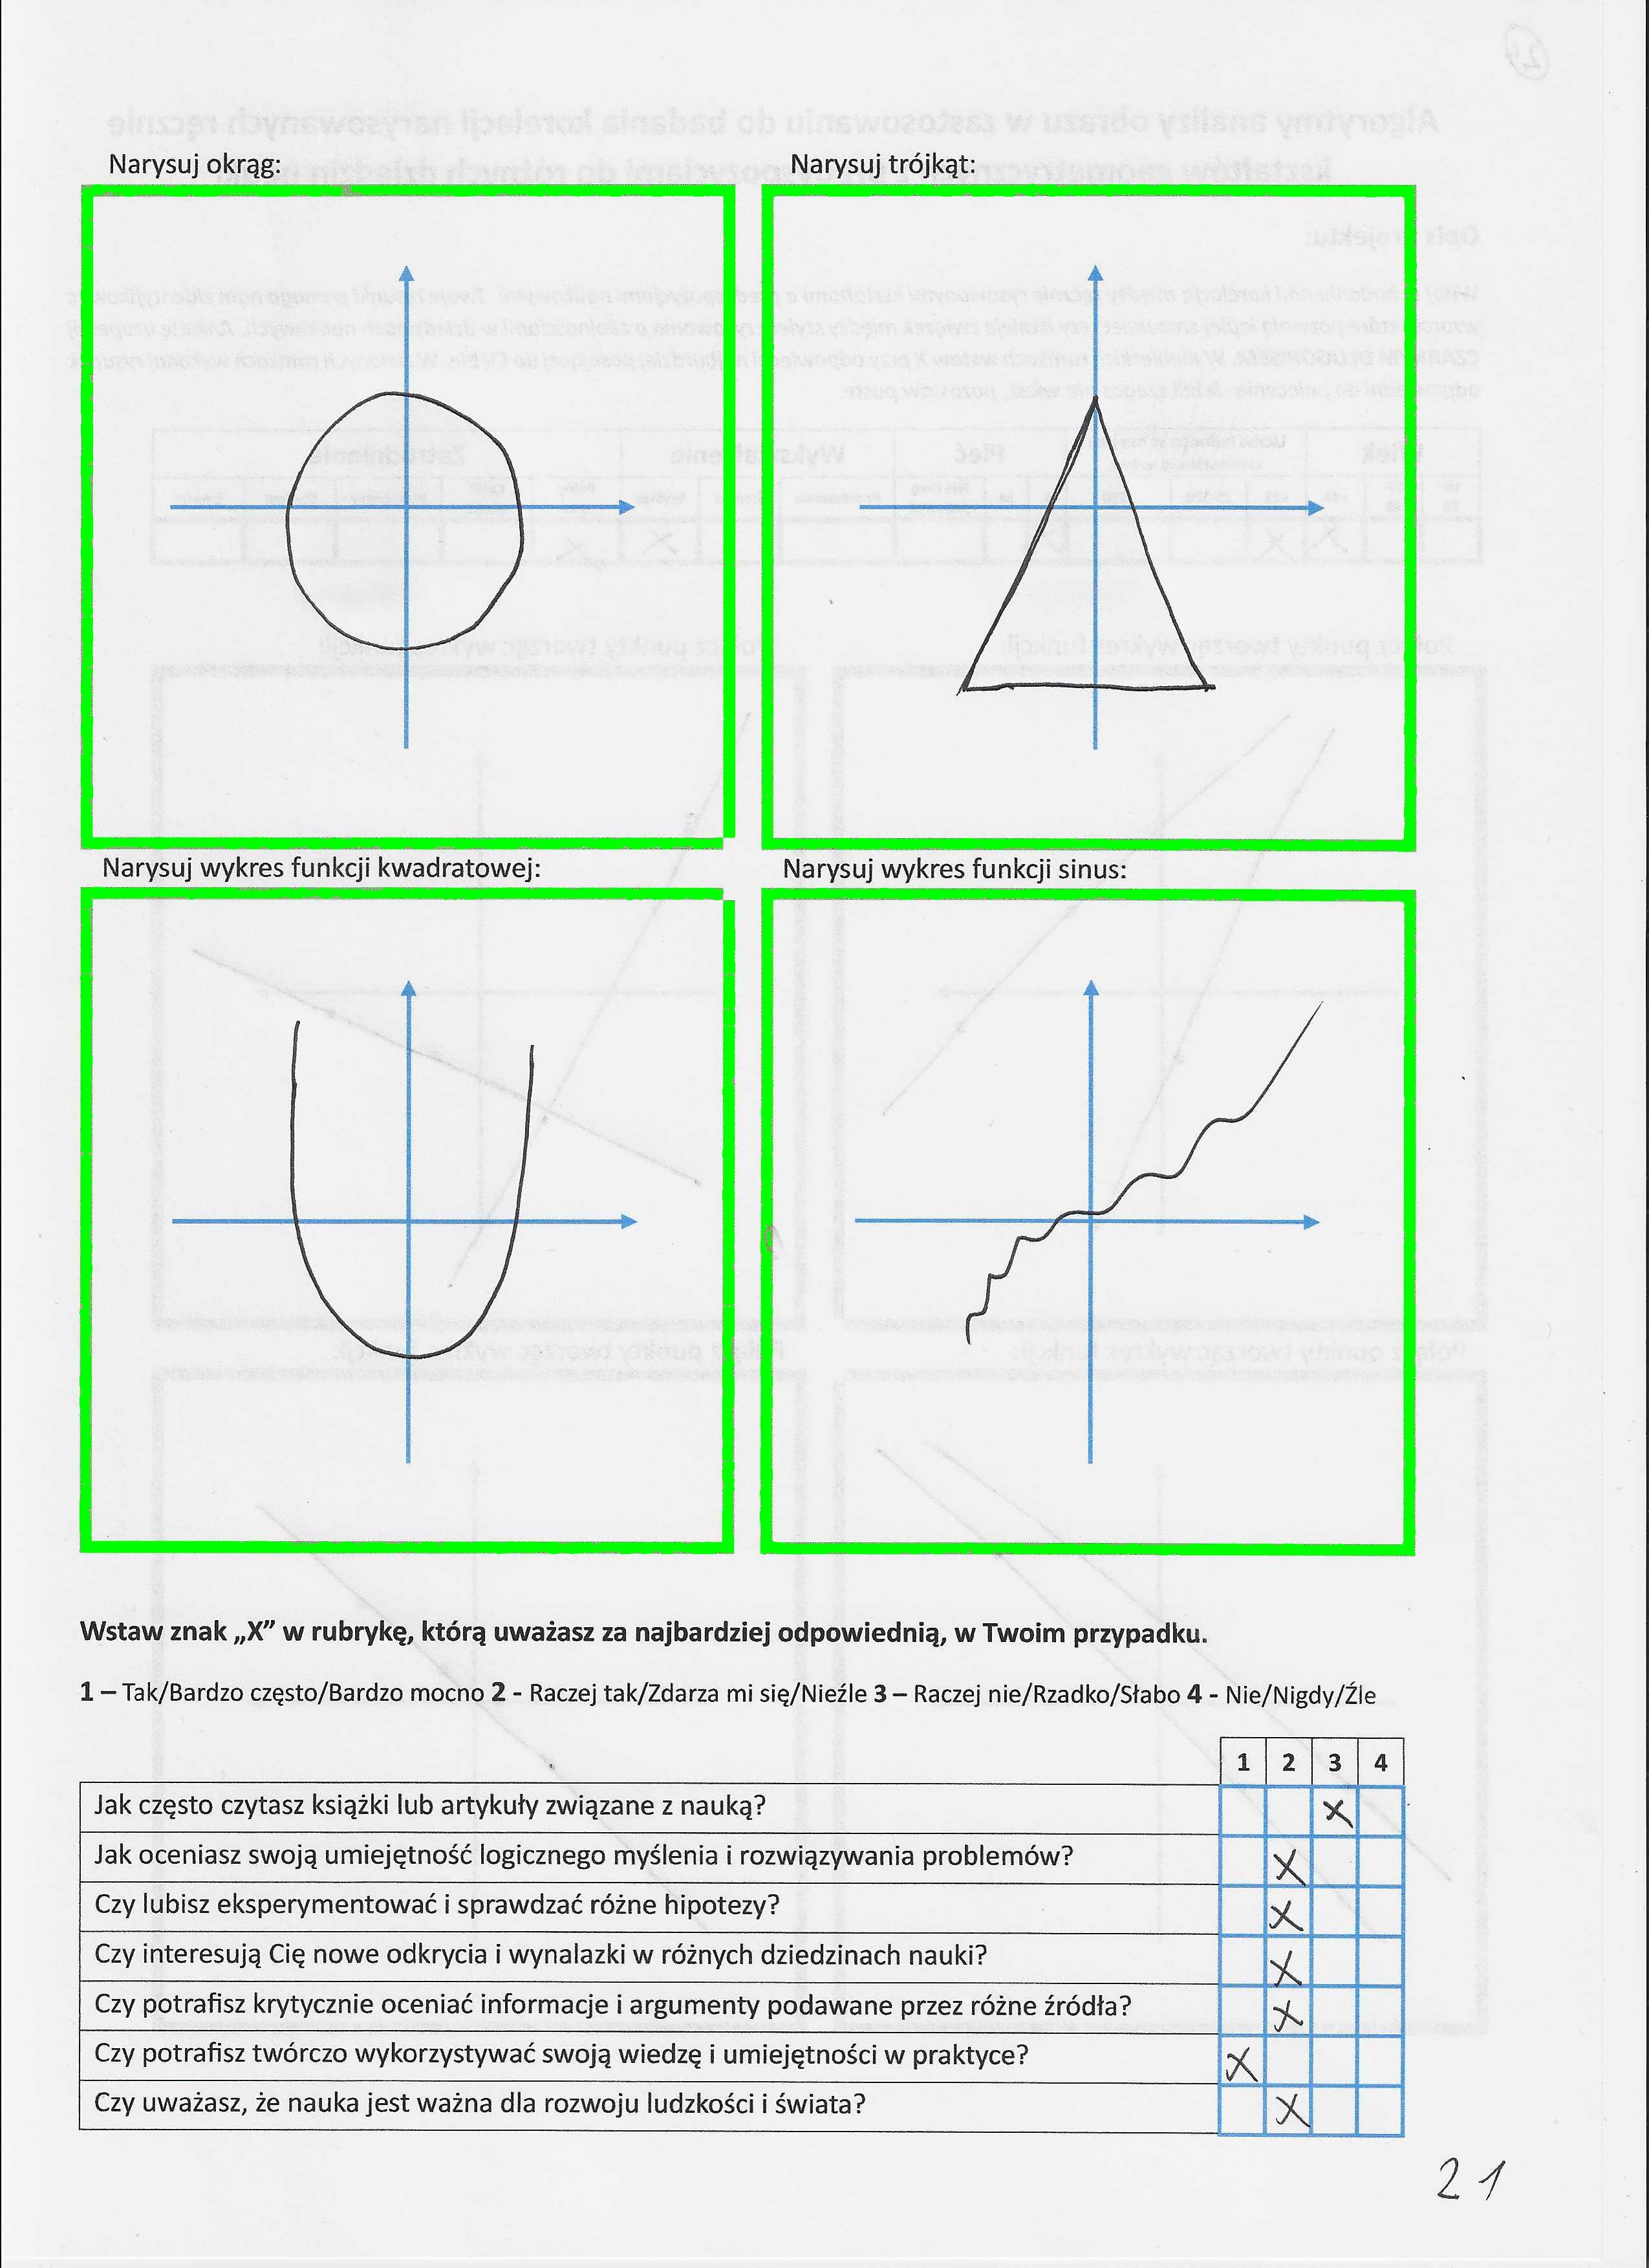 Narysuj okrąg:
Narysuj trójkąt:
Narysuj wykres funkcji kwadratowej:
Narysuj wykres funkcji sinus:
Wstaw znak „X” w rubrykę, którą uważasz za najbardziej odpowiednią, w Twoim przypadku.
1 – Tak/Bardzo często/Bardzo mocno 2 - Raczej tak/Zdarza mi się/Nieźle 3 – Raczej nie/Rzadko/Słabo 4 - Nie/Nigdy/Źle
1 2 3 4
Jak często czytasz książki lub artykuły związane z nauką? X
Jak oceniasz swoją umiejętność logicznego myślenia i rozwiązywania problemów? X
Czy lubisz eksperymentować i sprawdzać różne hipotezy? X
Czy interesują Cię nowe odkrycia i wynalazki w różnych dziedzinach nauki? X
Czy potrafisz krytycznie oceniać informacje i argumenty podawane przez różne źródła? X
Czy potrafisz twórczo wykorzystywać swoją wiedzę i umiejętności w praktyce? X
Czy uważasz, że nauka jest ważna dla rozwoju ludzkości i świata? X
21